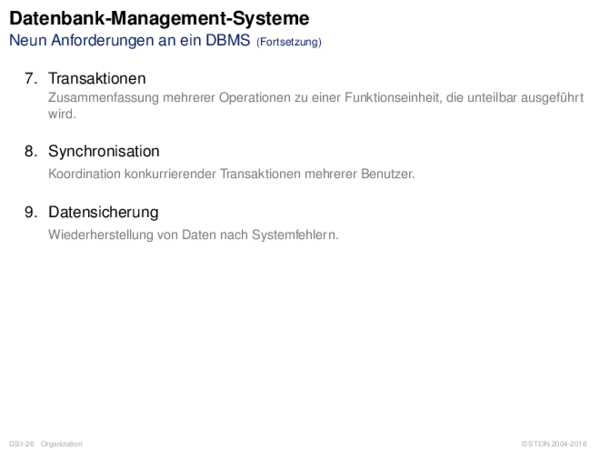 Datenbank-Management-Systeme
Neun Anforderungen an ein DBMS (Fortsetzung)
7. Transaktionen
Zusammenfassung mehrerer Operationen zu einer Funktionseinheit, die unteilbar ausgeführt
wird.
8. Synchronisation
Koordination konkurrierender Transaktionen mehrerer Benutzer.
9. Datensicherung
Wiederherstellung von Daten nach Systemfehlern.
Organization
© STEIN 2004-2018